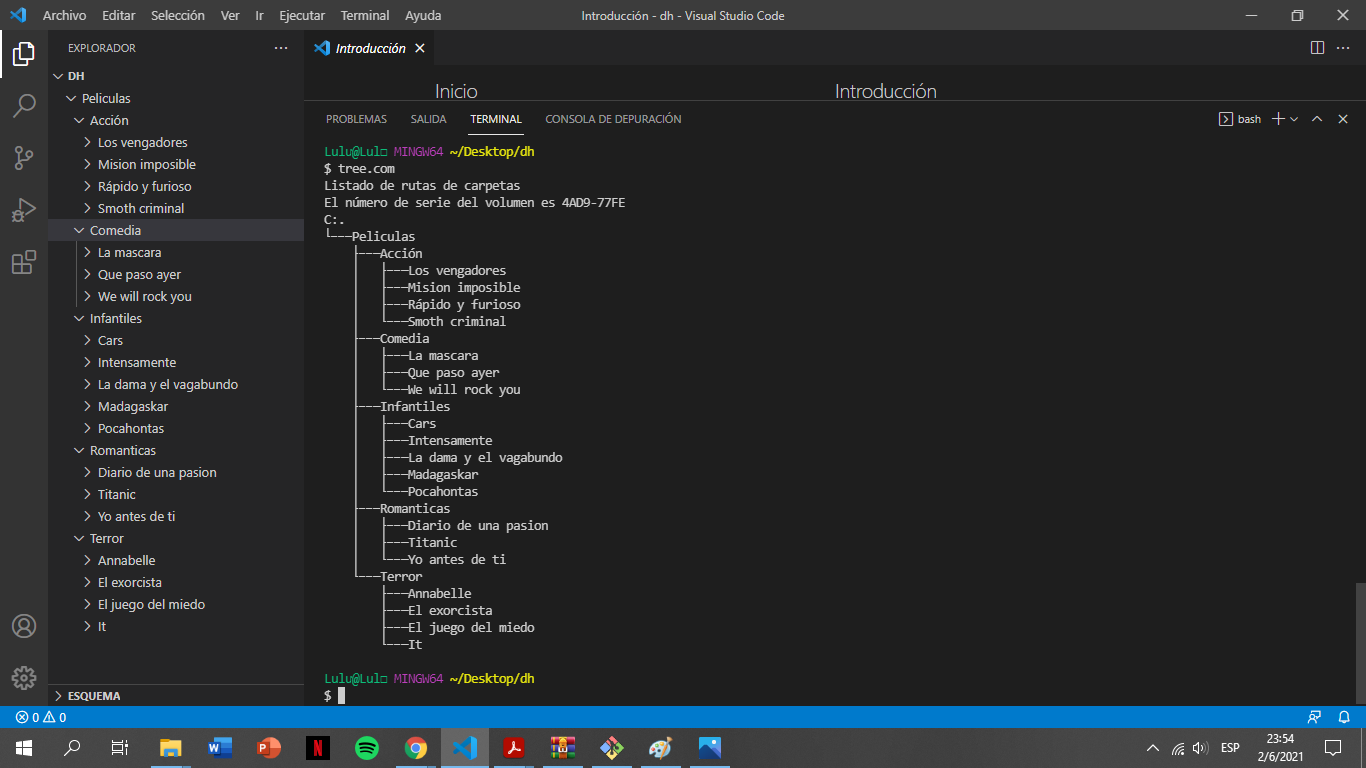 Archivo Editar Selección Ver Ir Ejecutar Terminal Ayuda
Introducción - dh - Visual Studio Code
EXPLORADOR
DH
Peliculas
Acción
Los vengadores
Mision imposible
Rápido y furioso
Smoth criminal
Comedia
La mascara
Que paso ayer
We will rock you
Infantiles
Cars
Intensamente
La dama y el vagabundo
Madagaskar
Pocahontas
Romanticas
Diario de una pasion
Titanic
Yo antes de ti
Terror
Annabelle
El exorcista
El juego del miedo
It
ESQUEMA
Introducción
Inicio Introducción
PROBLEMAS SALIDA TERMINAL CONSOLA DE DEPURACIÓN
bash
Lulu@Lul□ MINGW64 ~/Desktop/dh
$ tree.com
Listado de rutas de carpetas
El número de serie del volumen es 4AD9-77FE
C:.
└───Peliculas
    ├───Acción
    │   ├───Los vengadores
    │   ├───Mision imposible
    │   ├───Rápido y furioso
    │   └───Smoth criminal
    ├───Comedia
    │   ├───La mascara
    │   ├───Que paso ayer
    │   └───We will rock you
    ├───Infantiles
    │   ├───Cars
    │   ├───Intensamente
    │   ├───La dama y el vagabundo
    │   ├───Madagaskar
    │   └───Pocahontas
    ├───Romanticas
    │   ├───Diario de una pasion
    │   ├───Titanic
    │   └───Yo antes de ti
    └───Terror
        ├───Annabelle
        ├───El exorcista
        ├───El juego del miedo
        └───It
Lulu@Lul□ MINGW64 ~/Desktop/dh
$
0 0
ESP
23:54
2/6/2021